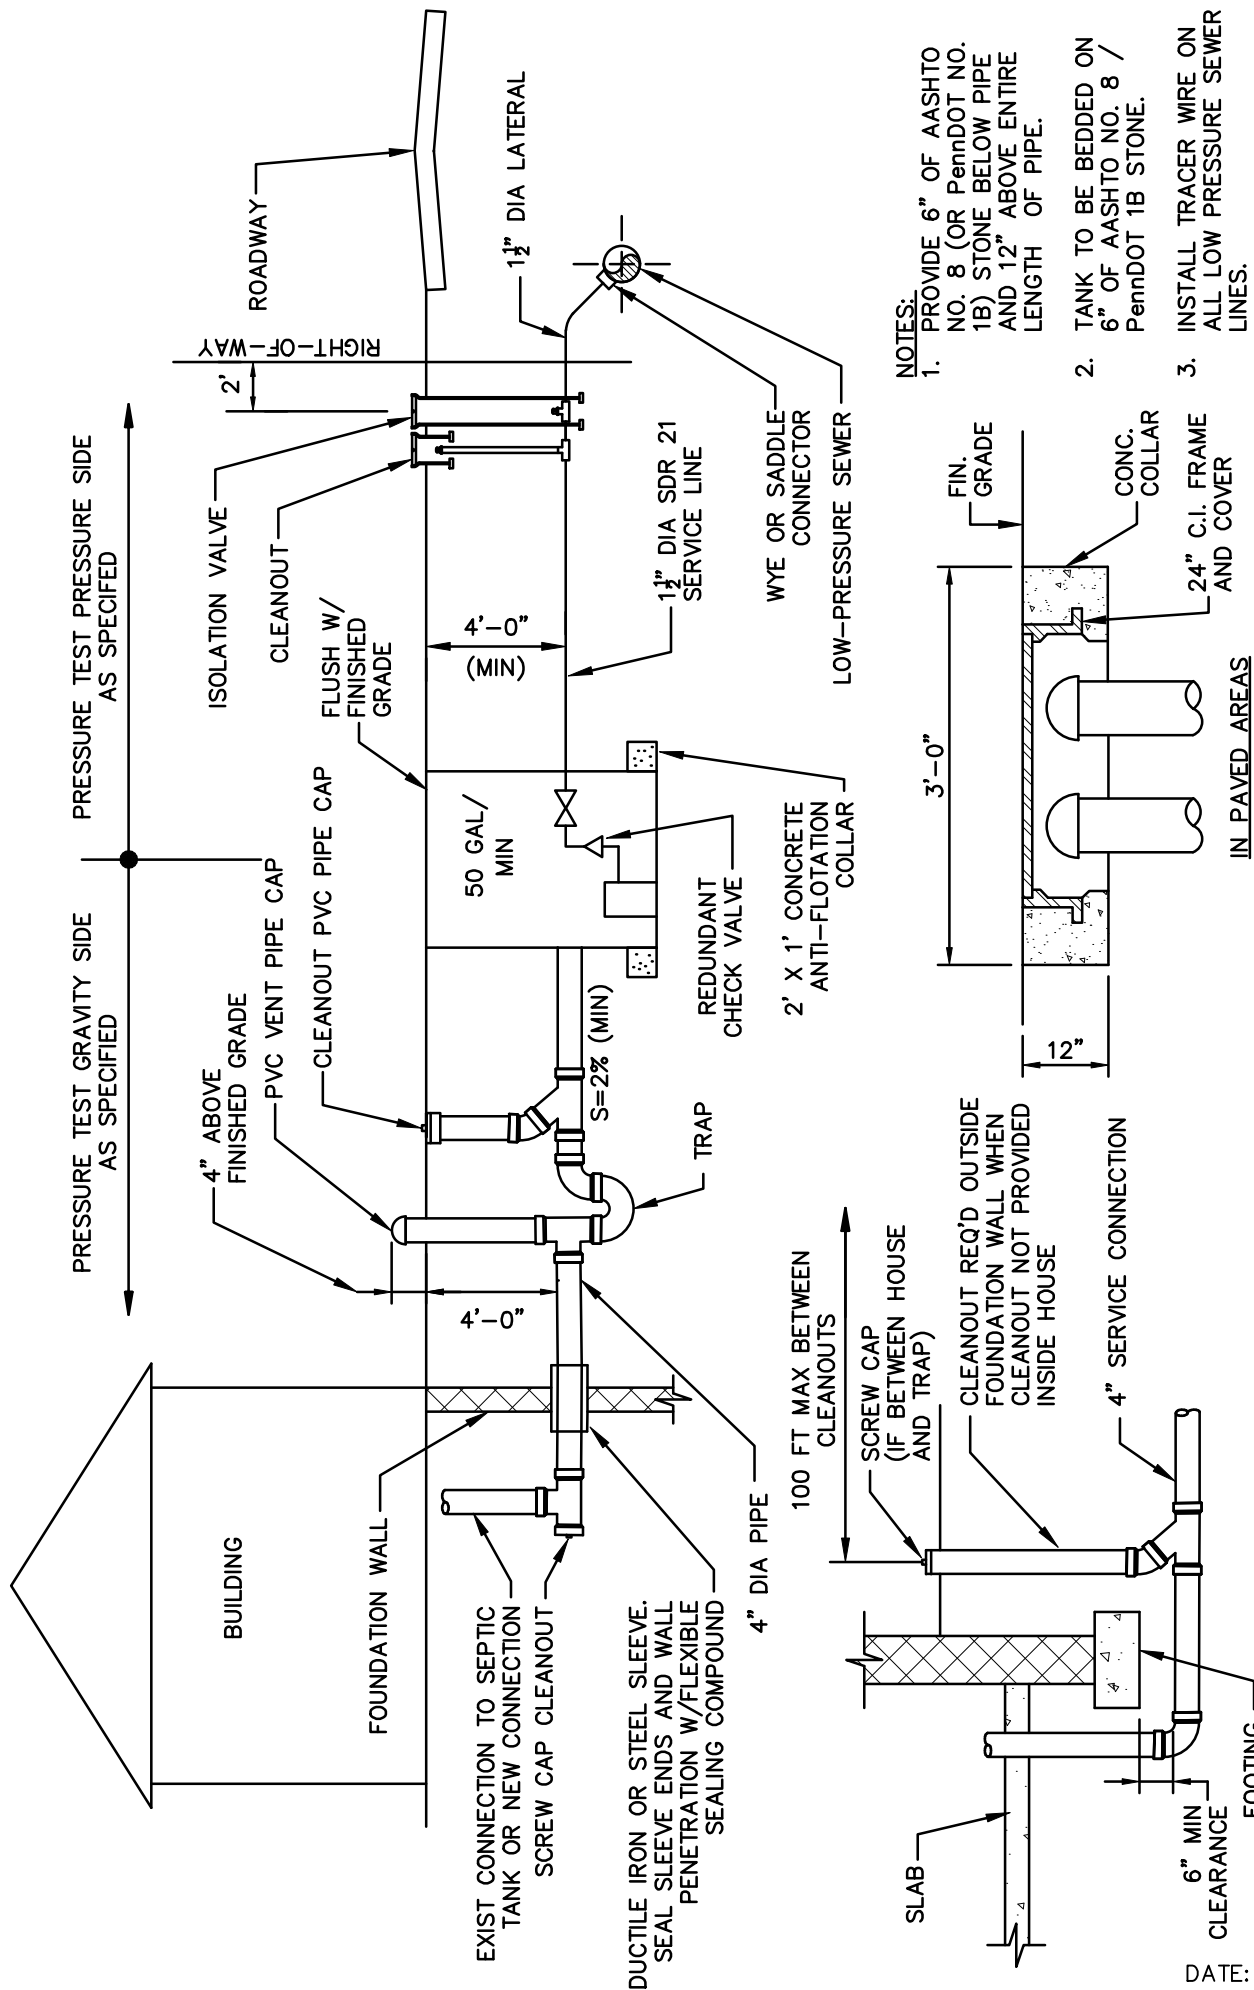 PRESSURE TEST GRAVITY SIDE
AS SPECIFIED
PRESSURE TEST PRESSURE SIDE
AS SPECIFED
4" ABOVE
FINISHED GRADE
PVC VENT PIPE CAP
CLEANOUT PVC PIPE CAP
FLUSH W/
FINISHED
GRADE
ISOLATION VALVE
CLEANOUT
2'
RIGHT-OF-WAY
ROADWAY
BUILDING
FOUNDATION WALL
4'-0"
50 GAL/
MIN
4'-0"
(MIN)
1½" DIA LATERAL
EXIST CONNECTION TO SEPTIC
TANK OR NEW CONNECTION
SCREW CAP CLEANOUT
DUCTILE IRON OR STEEL SLEEVE.
SEAL SLEEVE ENDS AND WALL
PENETRATION W/FLEXIBLE
SEALING COMPOUND
4" DIA PIPE
TRAP
S=2% (MIN)
REDUNDANT
CHECK VALVE
2' X 1' CONCRETE
ANTI-FLOTATION
COLLAR
1½" DIA SDR 21
SERVICE LINE
WYE OR SADDLE
CONNECTOR
LOW-PRESSURE SEWER
100 FT MAX BETWEEN
CLEANOUTS
SCREW CAP
(IF BETWEEN HOUSE
AND TRAP)
CLEANOUT REQ'D OUTSIDE
FOUNDATION WALL WHEN
CLEANOUT NOT PROVIDED
INSIDE HOUSE
4" SERVICE CONNECTION
SLAB
6" MIN
CLEARANCE
FOOTING
3'-0"
12"
FIN.
GRADE
CONC.
COLLAR
24" C.I. FRAME
AND COVER
IN PAVED AREAS
NOTES:
1. PROVIDE 6" OF AASHTO
NO. 8 (OR PennDOT NO.
1B) STONE BELOW PIPE
AND 12" ABOVE ENTIRE
LENGTH OF PIPE.
2. TANK TO BE BEDDED ON
6" OF AASHTO NO. 8 /
PennDOT 1B STONE.
3. INSTALL TRACER WIRE ON
ALL LOW PRESSURE SEWER
LINES.
DATE: